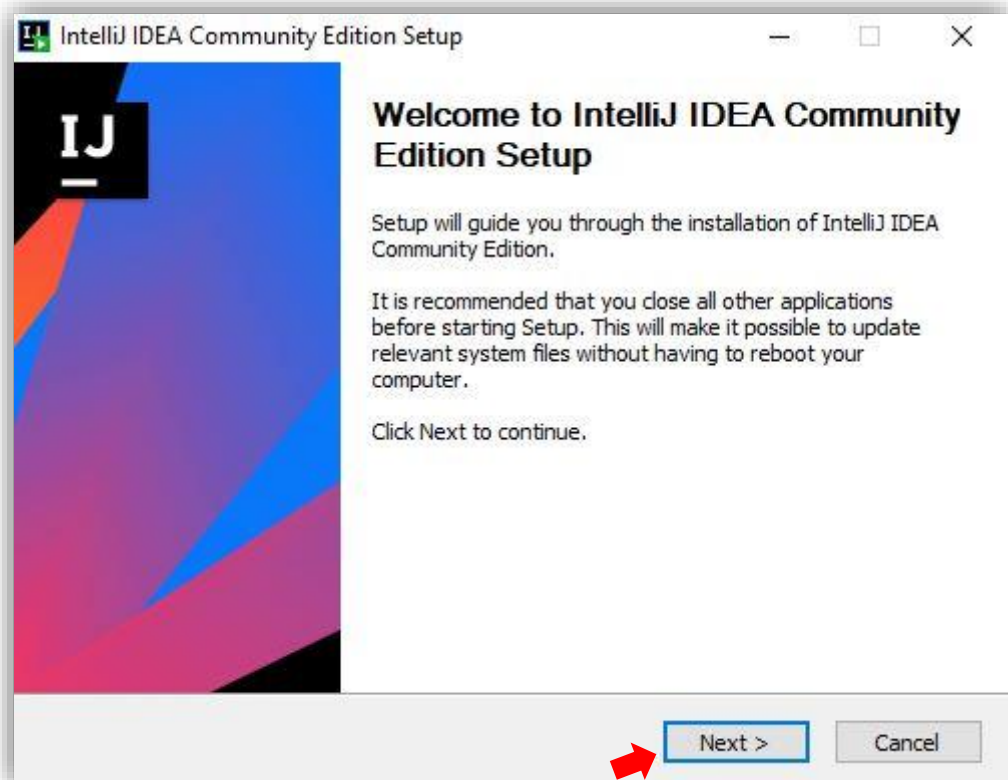 IntelliJ IDEA Community Edition Setup
IJ
Welcome to IntelliJ IDEA Community
Edition Setup
Setup will guide you through the installation of IntelliJ IDEA
Community Edition.
It is recommended that you close all other applications
before starting Setup. This will make it possible to update
relevant system files without having to reboot your
computer.
Click Next to continue.
Next >
Cancel